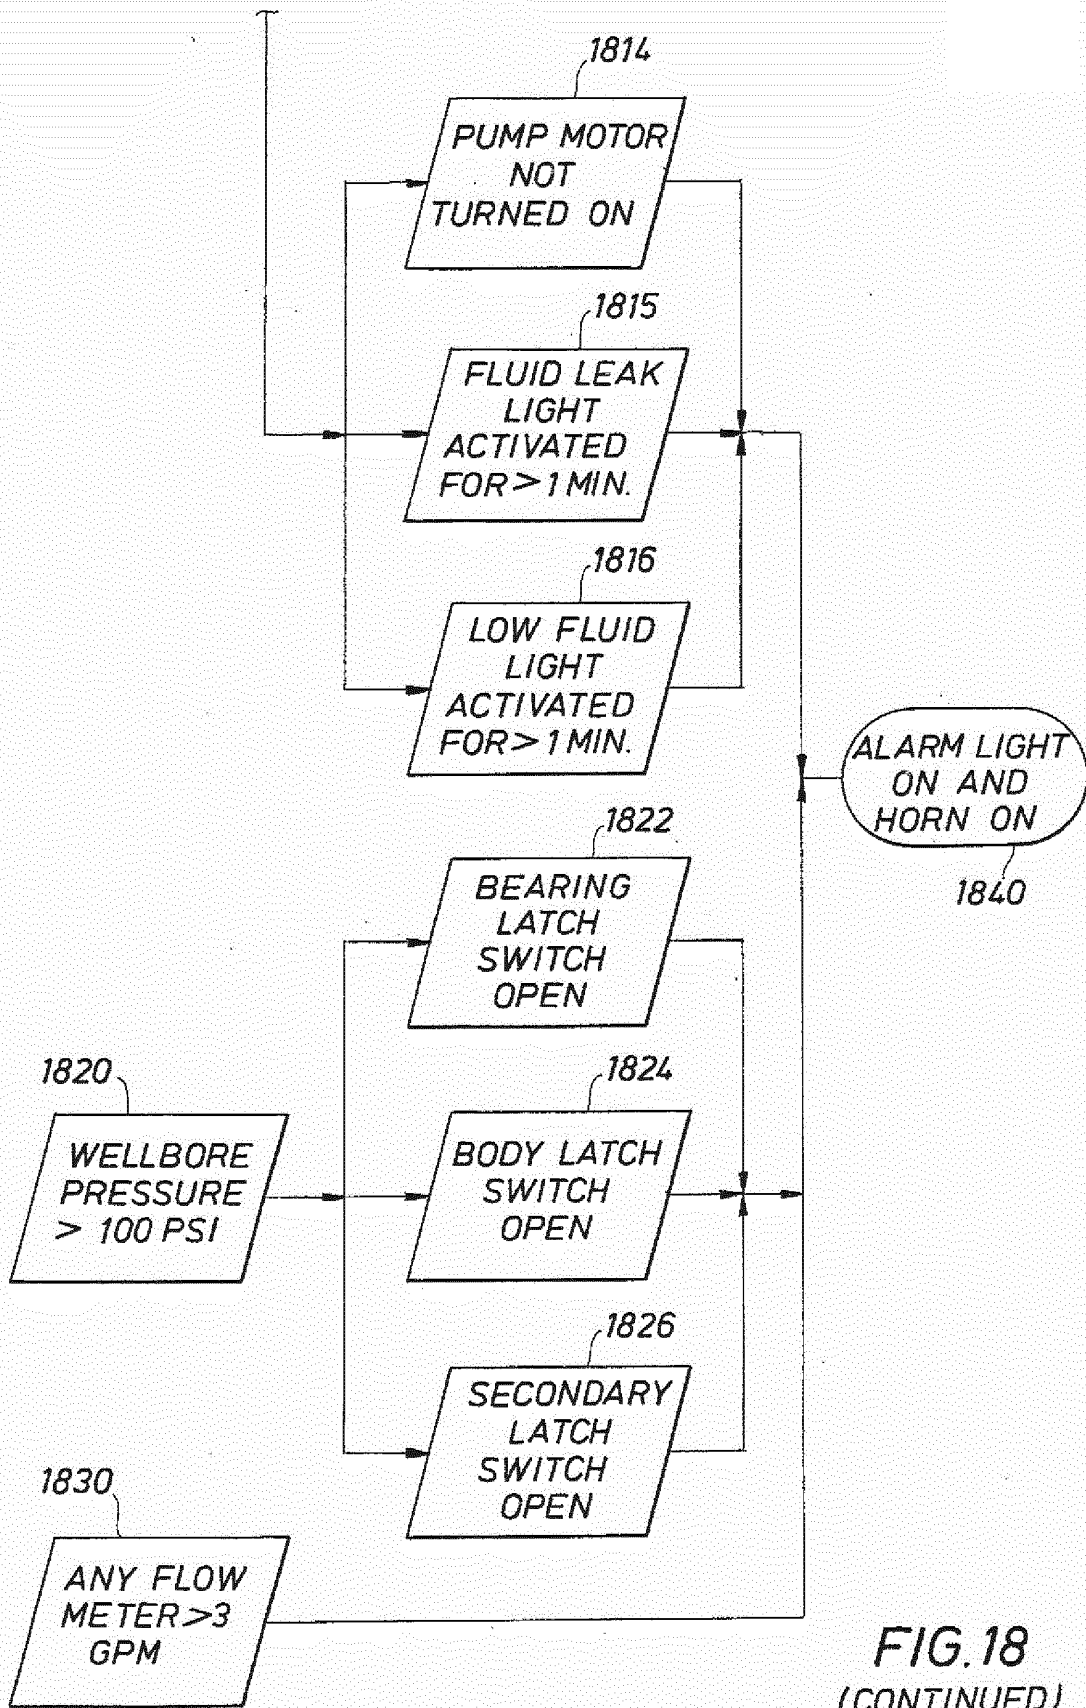 1814
PUMP MOTOR
NOT
TURNED ON
1815
FLUID LEAK
LIGHT
ACTIVATED
FOR > 1 MIN.
1816
LOW FLUID
LIGHT
ACTIVATED
FOR > 1 MIN.
ALARM LIGHT
ON AND
HORN ON
1840
1822
BEARING
LATCH
SWITCH
OPEN
1820
WELLBORE
PRESSURE
> 100 PSI
1824
BODY LATCH
SWITCH
OPEN
1826
SECONDARY
LATCH
SWITCH
OPEN
1830
ANY FLOW
METER > 3
GPM
FIG. 18
(CONTINUED)